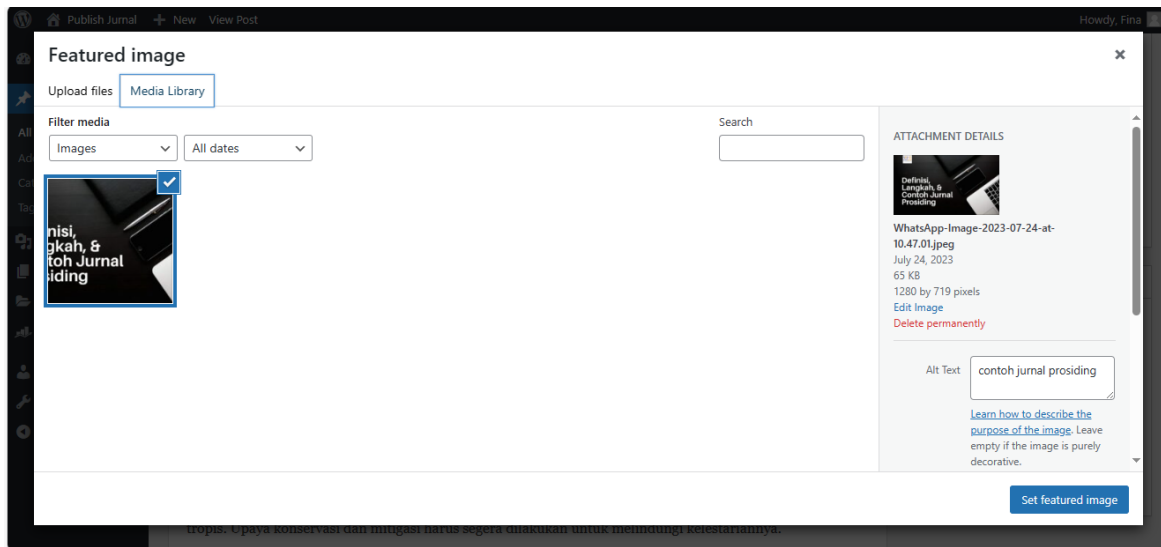 Publish Jurnal + New View Post Howdy, Fina
Featured image
Upload files Media Library
Filter media
Images All dates
Search
nisi,
gkah, &
toh Jurnal
siding
ATTACHMENT DETAILS
Definisi,
Langkah, &
Contoh Jurnal
Prosiding
WhatsApp-Image-2023-07-24-at-
10.47.01.jpeg
July 24, 2023
65 KB
1280 by 719 pixels
Edit Image
Delete permanently
Alt Text contoh jurnal prosiding
Learn how to describe the
purpose of the image. Leave
empty if the image is purely
decorative.
Set featured image
All
Ad
Cat
Tag
tropis. Upaya konservasi dan mitigasi harus segera dilakukan untuk melindungi kelestariannya.